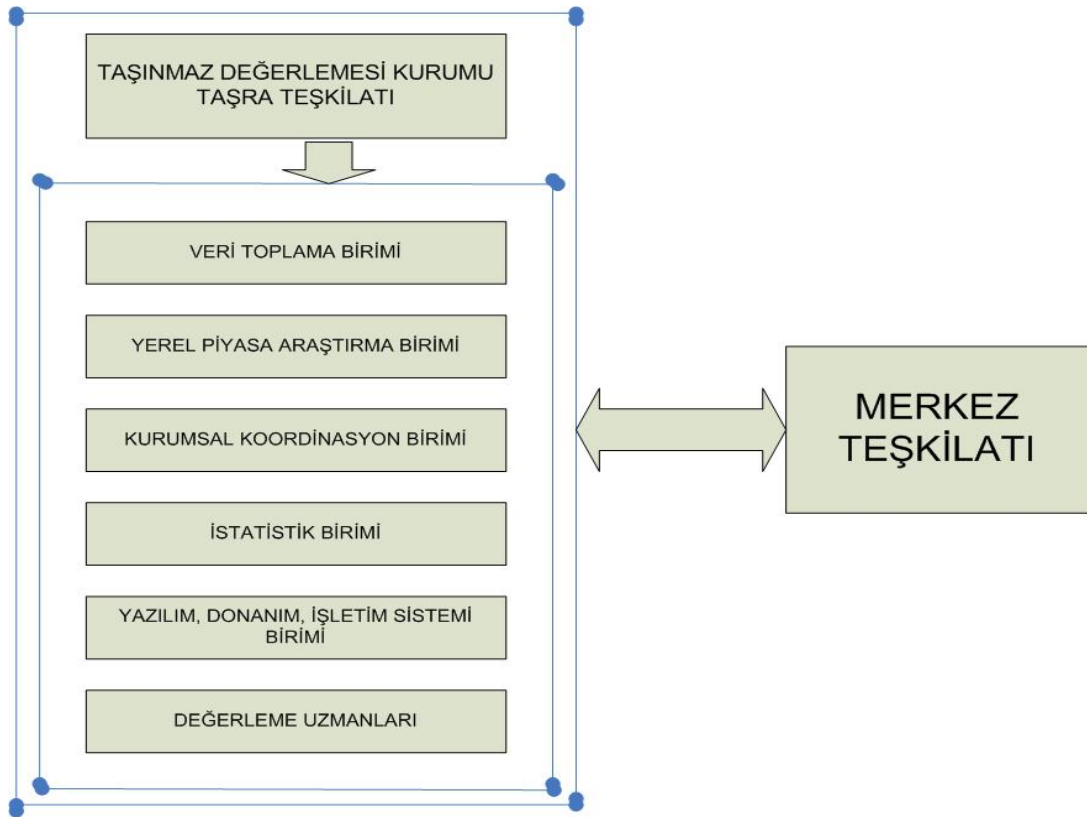 TAŞINMAZ DEĞERLEMESİ KURUMU
TAŞRA TEŞKİLATI
VERİ TOPLAMA BİRİMİ
YEREL PİYASA ARAŞTIRMA BİRİMİ
KURUMSAL KOORDİNASYON BİRİMİ
İSTATİSTİK BİRİMİ
YAZILIM, DONANIM, İŞLETİM SİSTEMİ
BİRİMİ
DEĞERLEME UZMANLARI
MERKEZ
TEŞKİLATI